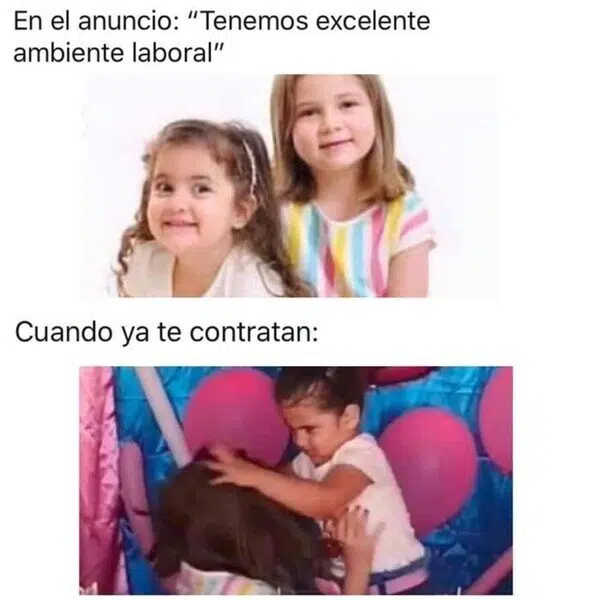 En el anuncio: “Tenemos excelente
ambiente laboral”
Cuando ya te contratan: